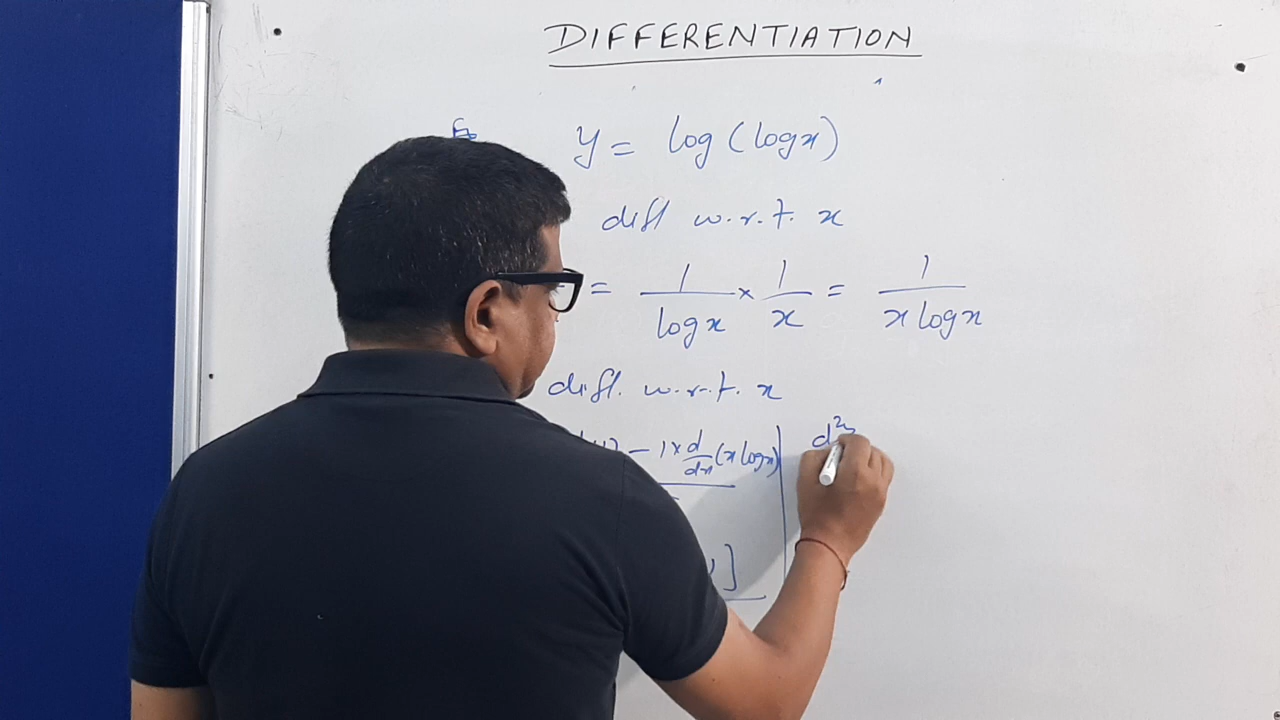 DIFFERENTIATION
y = log (log x)
diff w.r.t. x
= 1/log x × 1/x = 1/x log x
diff. w.r.t. x
− 1 × d/dx (x log x)
]
d²y